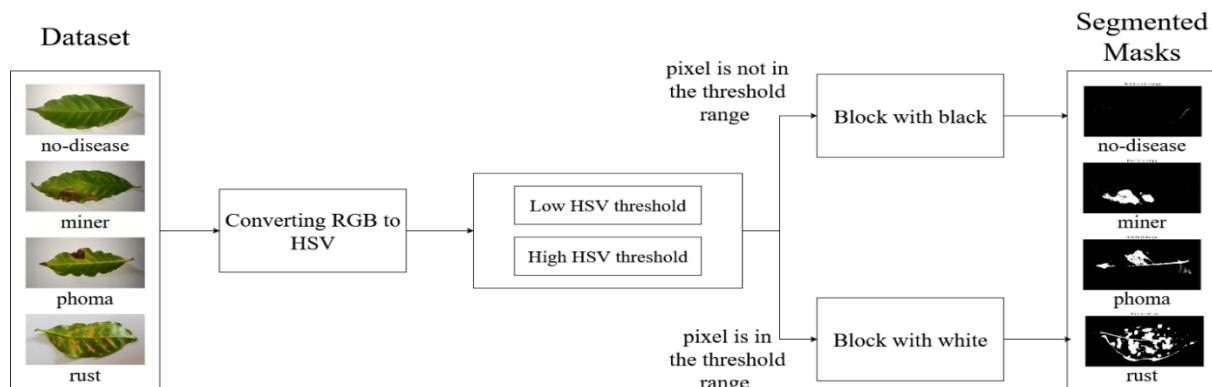 Dataset
no-disease
miner
phoma
rust
Converting RGB to
HSV
Low HSV threshold
High HSV threshold
pixel is not in
the threshold
range
pixel is in
the threshold
range
Block with black
Block with white
Segmented
Masks
no-disease
miner
phoma
rust